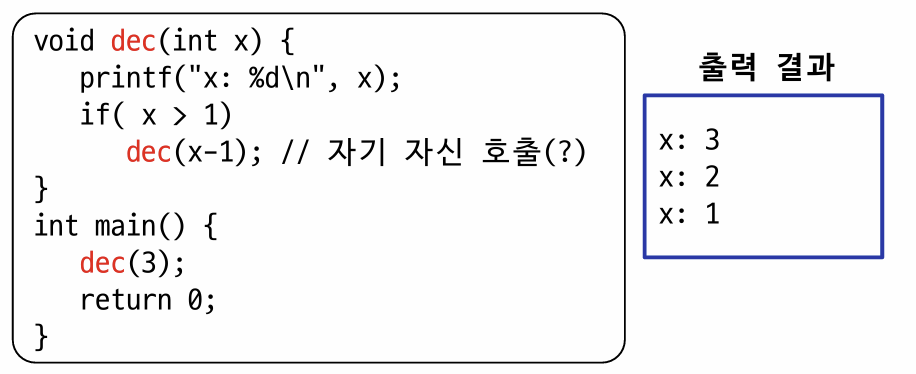 void dec(int x) {
printf("x: %d\n", x);
if( x > 1)
dec(x-1); // 자기 자신 호출(?)
}
int main() {
dec(3);
return 0;
}
출력 결과
x: 3
x: 2
x: 1